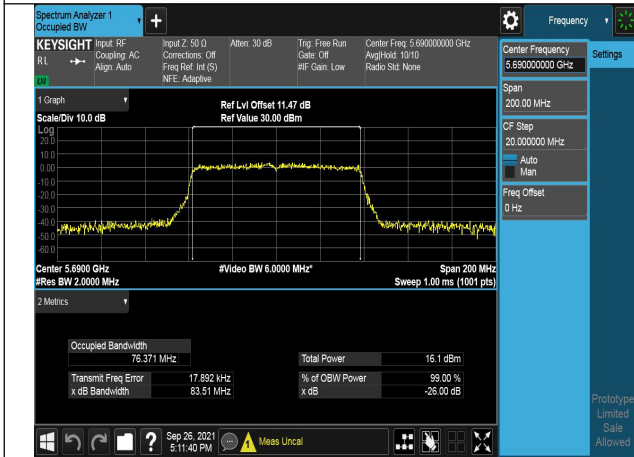 Spectrum Analyzer 1
Occupied BW
Frequency
KEYSIGHT
RL
LXI
Input: RF
Coupling: AC
Align: Auto
Input Z: 50 Ω
Corrections: Off
Freq Ref: Int (S)
NFE: Adaptive
Atten: 30 dB
Trig: Free Run
Gate: Off
#IF Gain: Low
Center Freq: 5.690000000 GHz
Avg|Hold: 10/10
Radio Std: None
Center Frequency
5.690000000 GHz
Settings
Span
200.00 MHz
CF Step
20.000000 MHz
Auto
Man
Freq Offset
0 Hz
1 Graph
Scale/Div 10.0 dB
Ref Lvl Offset 11.47 dB
Ref Value 30.00 dBm
Log
20.0
10.0
0.00
-10.0
-20.0
-30.0
-40.0
-50.0
-60.0
Center 5.6900 GHz
#Video BW 6.0000 MHz*
Span 200 MHz
#Res BW 2.0000 MHz
Sweep 1.00 ms (1001 pts)
2 Metrics
Occupied Bandwidth
76.371 MHz
Total Power 16.1 dBm
Transmit Freq Error 17.892 kHz
% of OBW Power 99.00 %
x dB Bandwidth 83.51 MHz
x dB -26.00 dB
Prototype
Limited
Sale
Allowed
?
Sep 26, 2021
5:11:40 PM
Meas Uncal